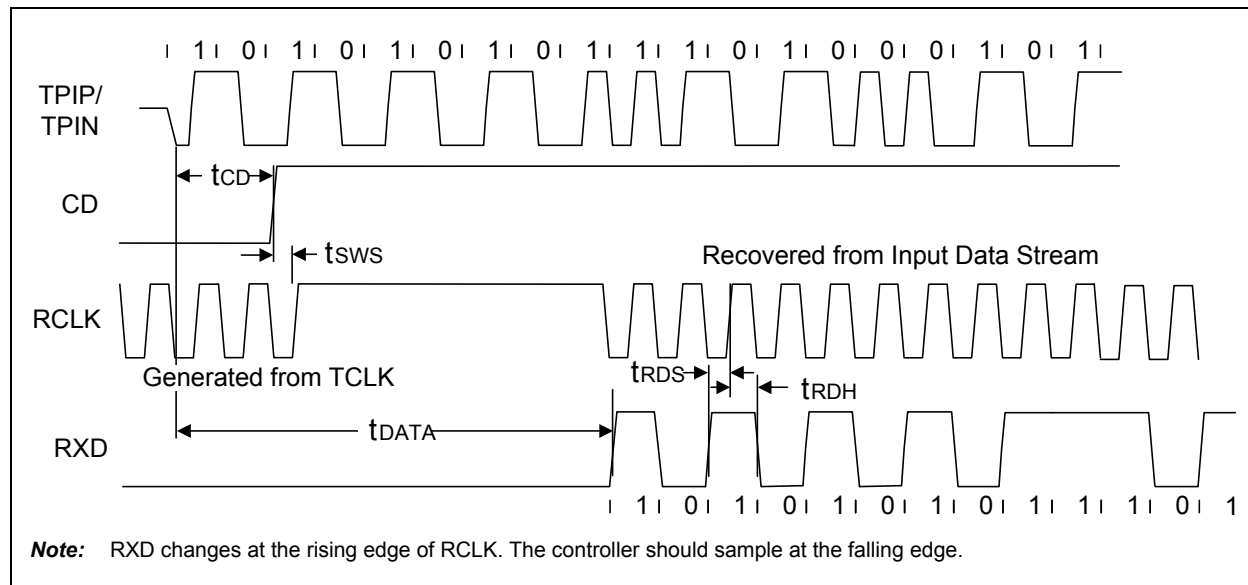 1 0 1 0 1 0 1 0 1 1 1 0 1 0 0 0 1 0 1
TPIP/
TPIN
tCD
CD
tSWS
Recovered from Input Data Stream
RCLK
Generated from TCLK
tRDS
tRDH
tDATA
RXD
1 0 1 0 1 0 1 0 1 1 1 0 1
Note: RXD changes at the rising edge of RCLK. The controller should sample at the falling edge.